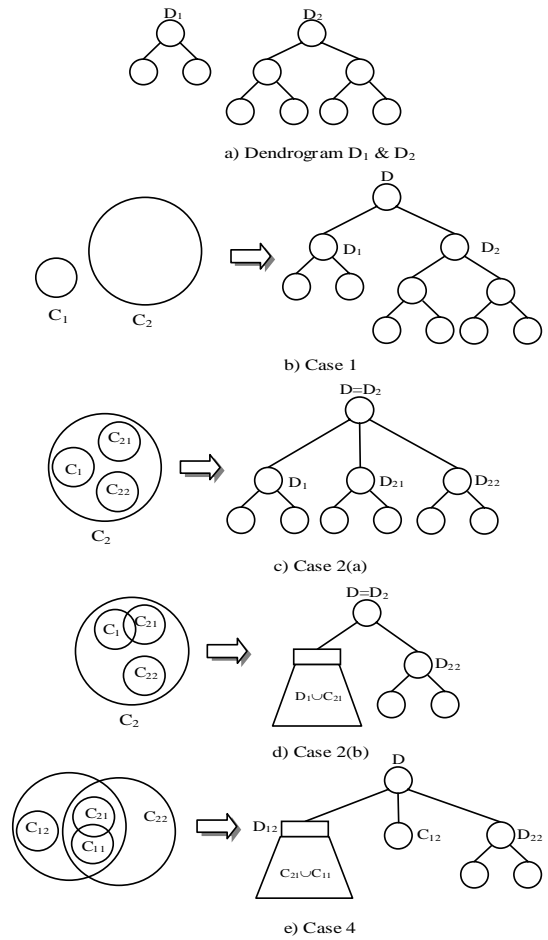 D₁ D₂
a) Dendrogram D₁ & D₂
D
D₁ D₂
C₁ C₂
b) Case 1
D=D₂
C₂₁
C₁
C₂₂
D₁ D₂₁ D₂₂
C₂
c) Case 2(a)
D=D₂
C₁ C₂₁
C₂₂
D₂₂
D₁∪C₂₁
C₂
d) Case 2(b)
D
C₁₂ C₂₁ C₂₂
C₁₁
D₁₂ C₁₂ D₂₂
C₂₁∪C₁₁
e) Case 4